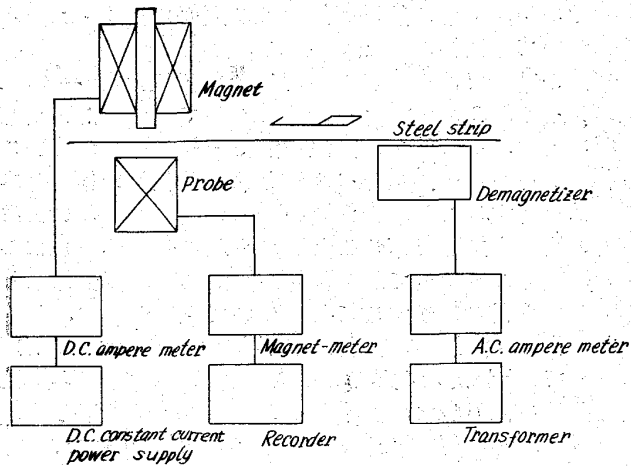 Magnet
Steel strip
Probe
Demagnetizer
D.C. ampere meter
Magnet-meter
A.C. ampere meter
D.C. constant current
power supply
Recorder
Transformer